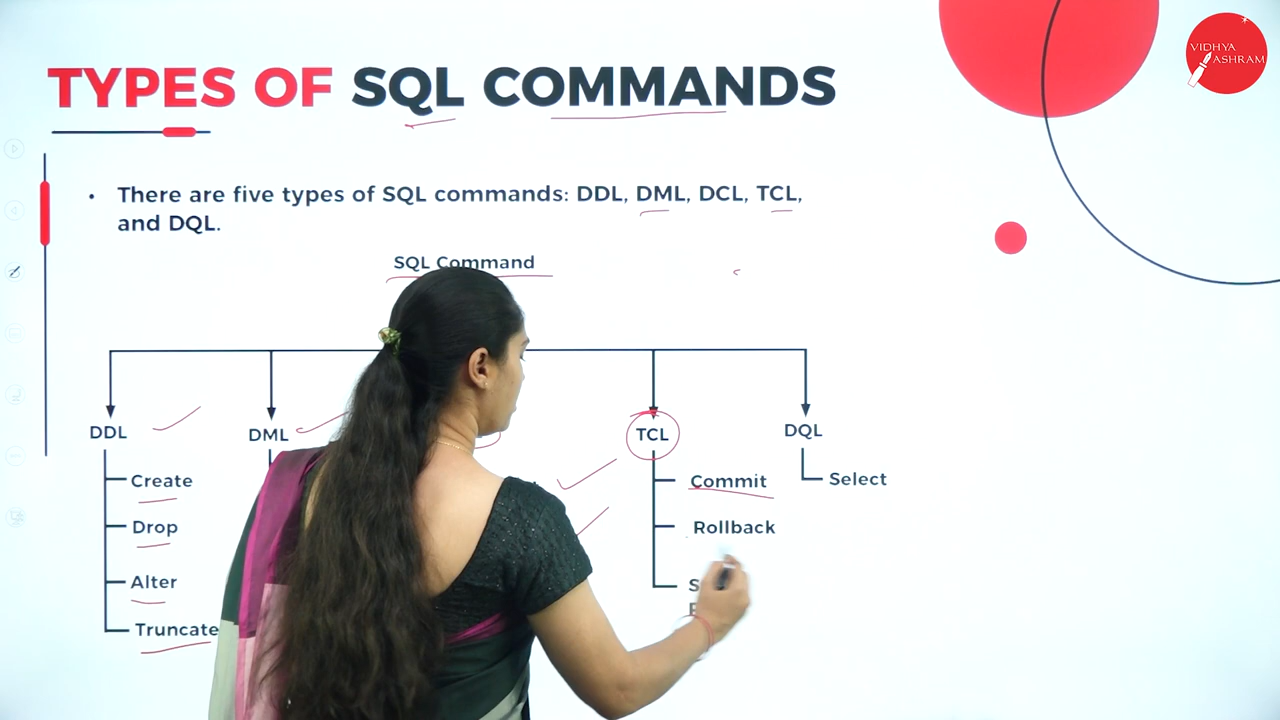 VIDHYA
ASHRAM
TYPES OF SQL COMMANDS
• There are five types of SQL commands: DDL, DML, DCL, TCL,
and DQL.
SQL Command
DDL DML TCL DQL
Create Commit Select
Drop Rollback
Alter
Truncate